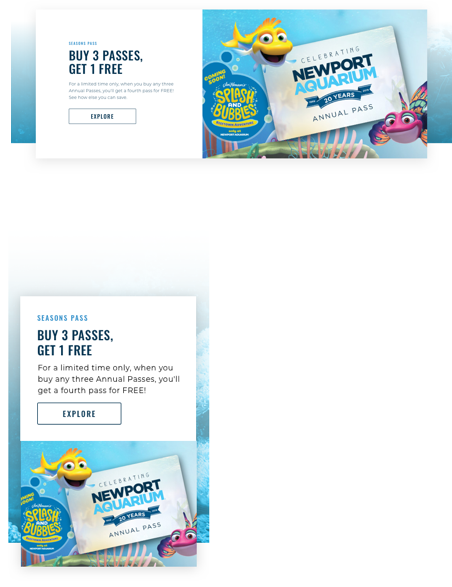 SEASONS PASS
BUY 3 PASSES,
GET 1 FREE
For a limited time only, when you buy any three
Annual Passes, you'll get a fourth pass for FREE!
See how else you can save.
EXPLORE
COMING
SOON!
SPLASH
AND
BUBBLES
CELEBRATING
NEWPORT
AQUARIUM
20 YEARS
ANNUAL PASS
SEASONS PASS
BUY 3 PASSES,
GET 1 FREE
For a limited time only, when you
buy any three Annual Passes, you'll
get a fourth pass for FREE!
EXPLORE
COMING
SOON!
SPLASH
AND
BUBBLES
CELEBRATING
NEWPORT
AQUARIUM
20 YEARS
ANNUAL PASS